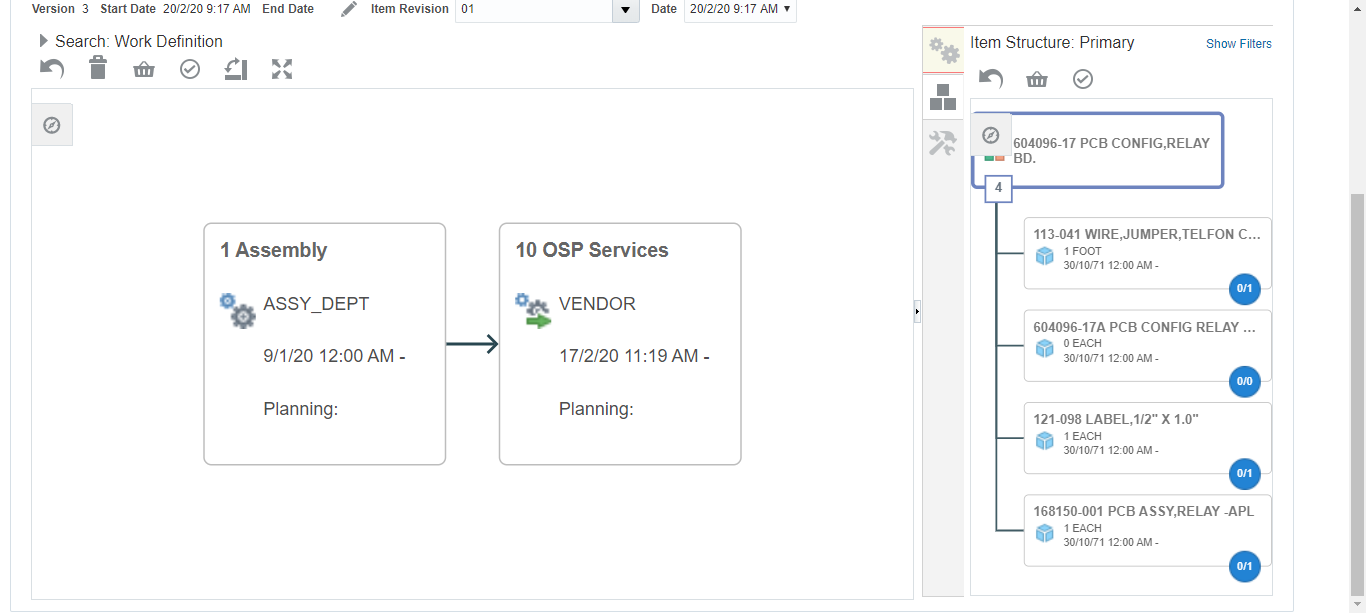 Version 3 Start Date 20/2/20 9:17 AM End Date Item Revision 01 Date 20/2/20 9:17 AM
Search: Work Definition
Item Structure: Primary Show Filters
1 Assembly
ASSY_DEPT
9/1/20 12:00 AM -
Planning:
10 OSP Services
VENDOR
17/2/20 11:19 AM -
Planning:
604096-17 PCB CONFIG,RELAY
BD.
4
113-041 WIRE,JUMPER,TELFON C...
1 FOOT
30/10/71 12:00 AM -
0/1
604096-17A PCB CONFIG RELAY ...
0 EACH
30/10/71 12:00 AM -
0/0
121-098 LABEL,1/2" X 1.0"
1 EACH
30/10/71 12:00 AM -
0/1
168150-001 PCB ASSY,RELAY -APL
1 EACH
30/10/71 12:00 AM -
0/1